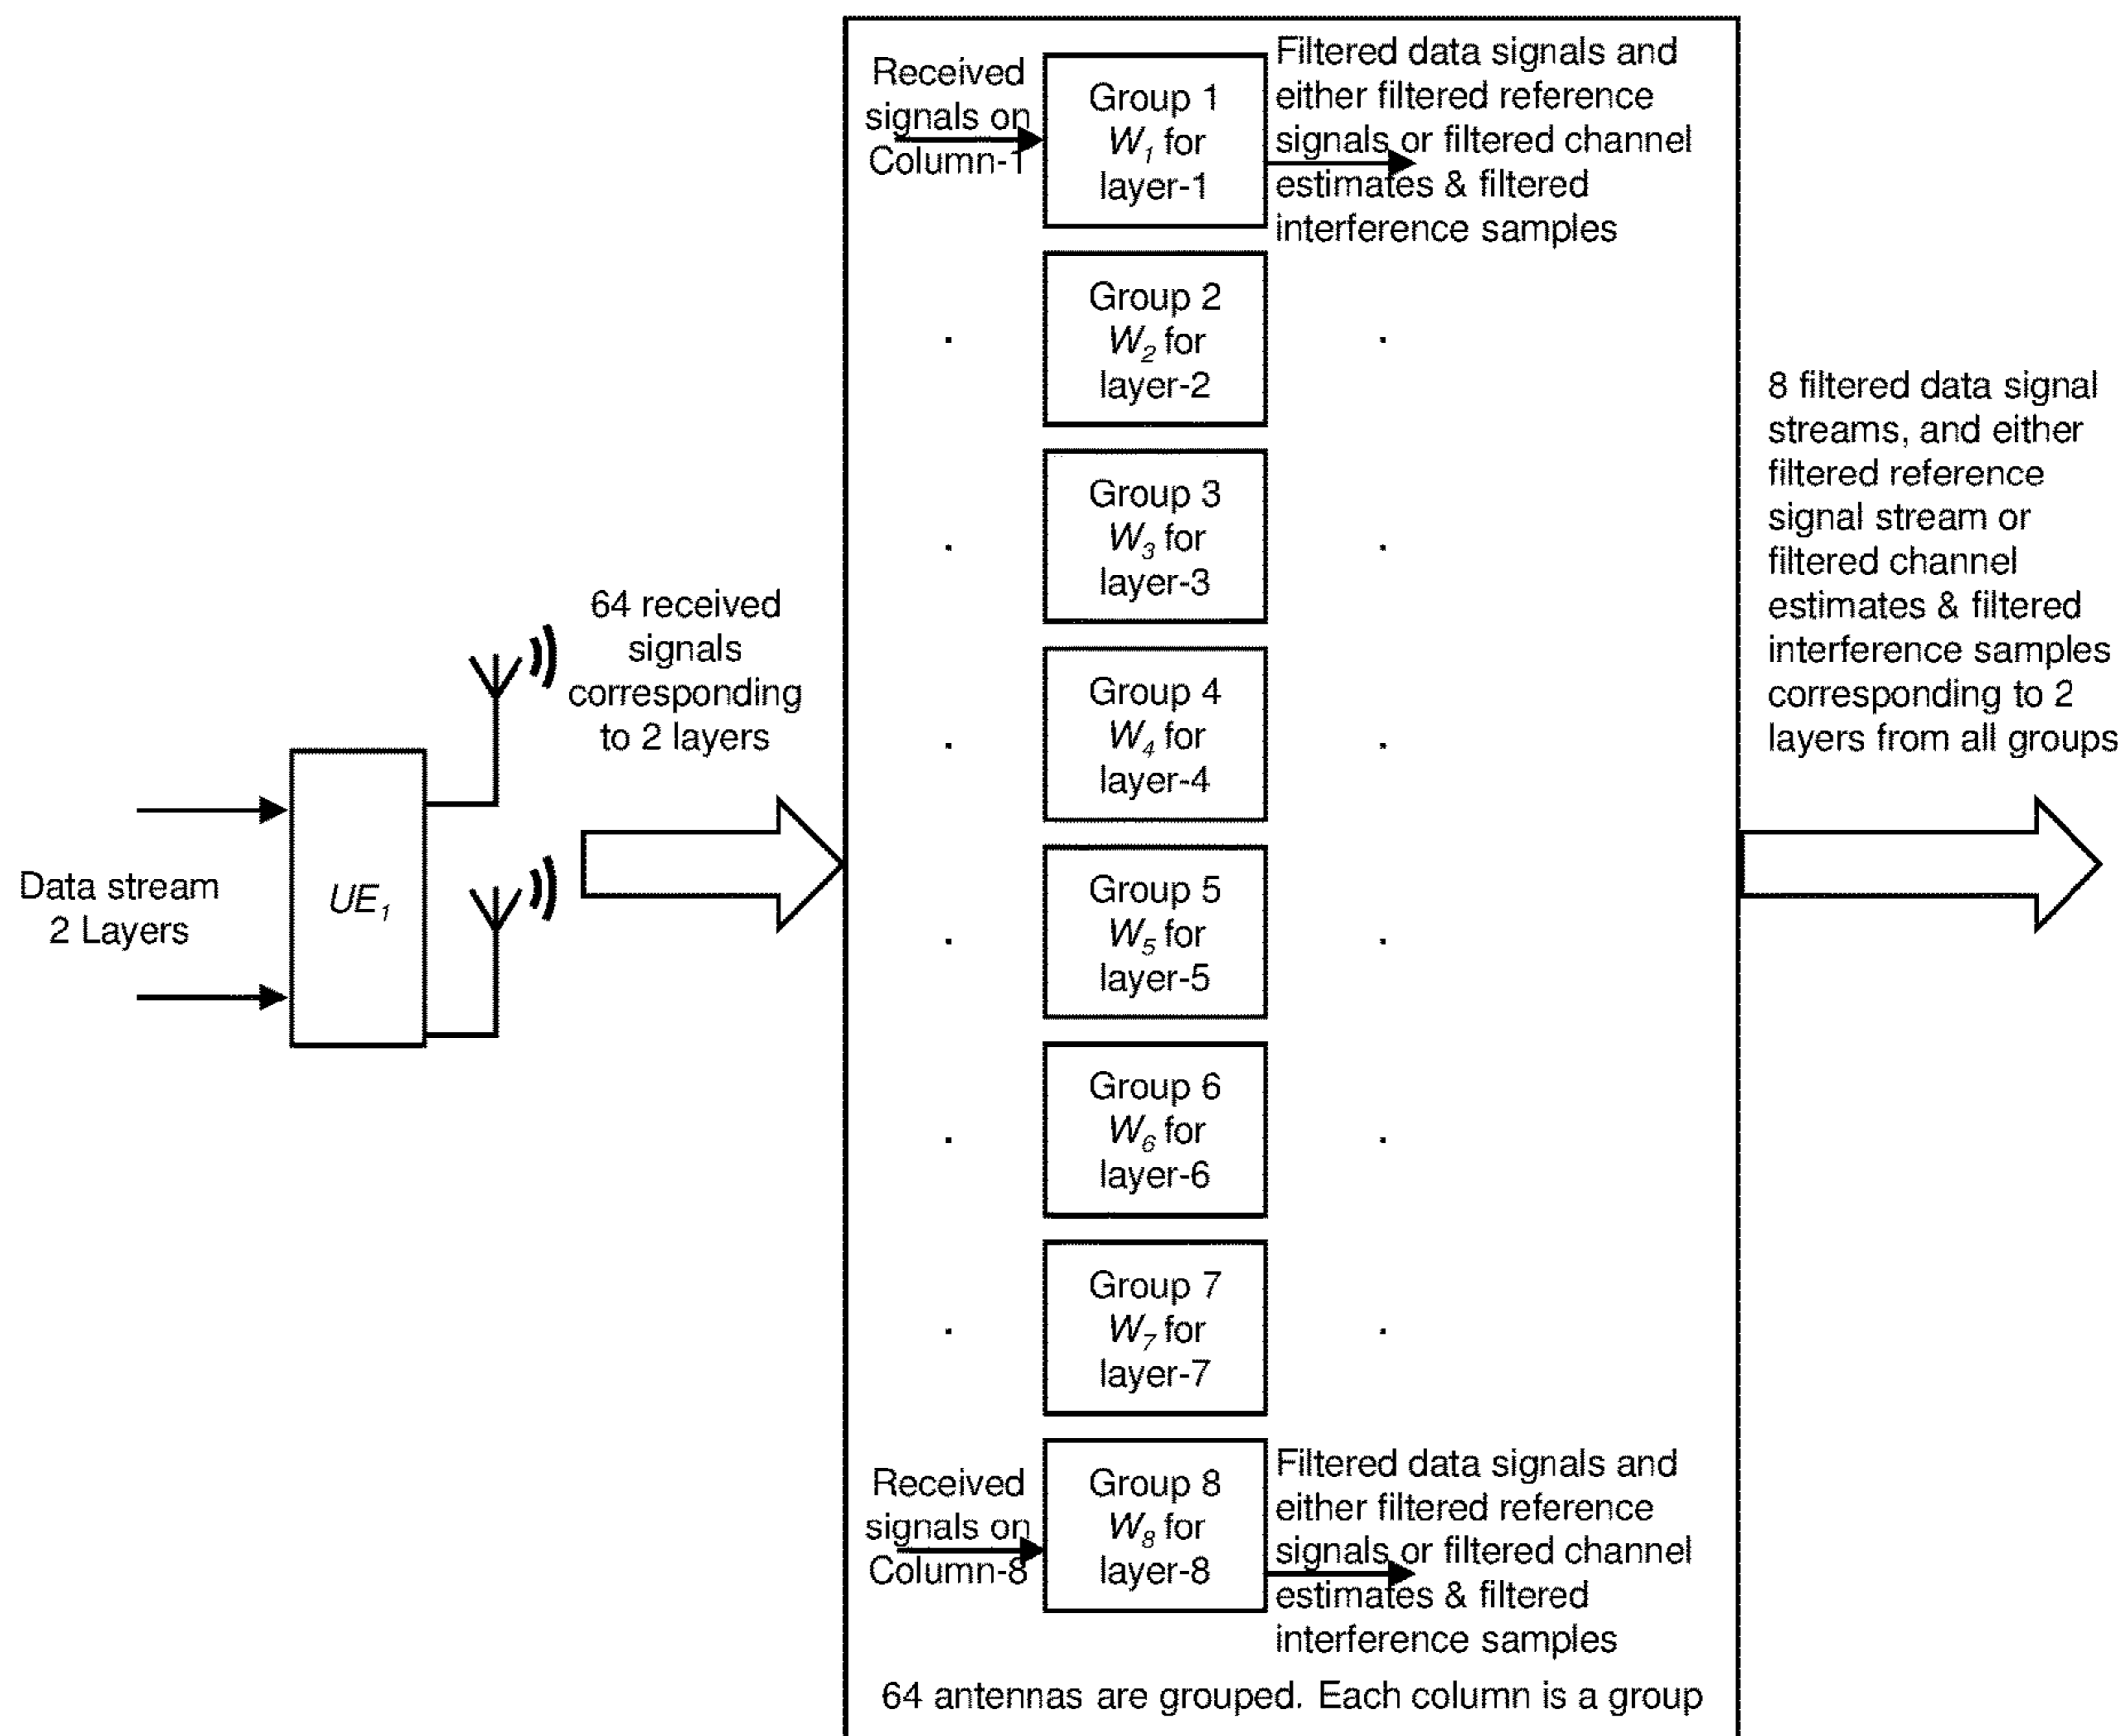 Data stream
2 Layers
UE₁
64 received
signals
corresponding
to 2 layers
Received
signals on
Column-1
Group 1
W₁ for
layer-1
Filtered data signals and
either filtered reference
signals or filtered channel
estimates & filtered
interference samples
Group 2
W₂ for
layer-2
Group 3
W₃ for
layer-3
Group 4
W₄ for
layer-4
Group 5
W₅ for
layer-5
Group 6
W₆ for
layer-6
Group 7
W₇ for
layer-7
Received
signals on
Column-8
Group 8
W₈ for
layer-8
Filtered data signals and
either filtered reference
signals or filtered channel
estimates & filtered
interference samples
64 antennas are grouped. Each column is a group
8 filtered data signal
streams, and either
filtered reference
signal stream or
filtered channel
estimates & filtered
interference samples
corresponding to 2
layers from all groups